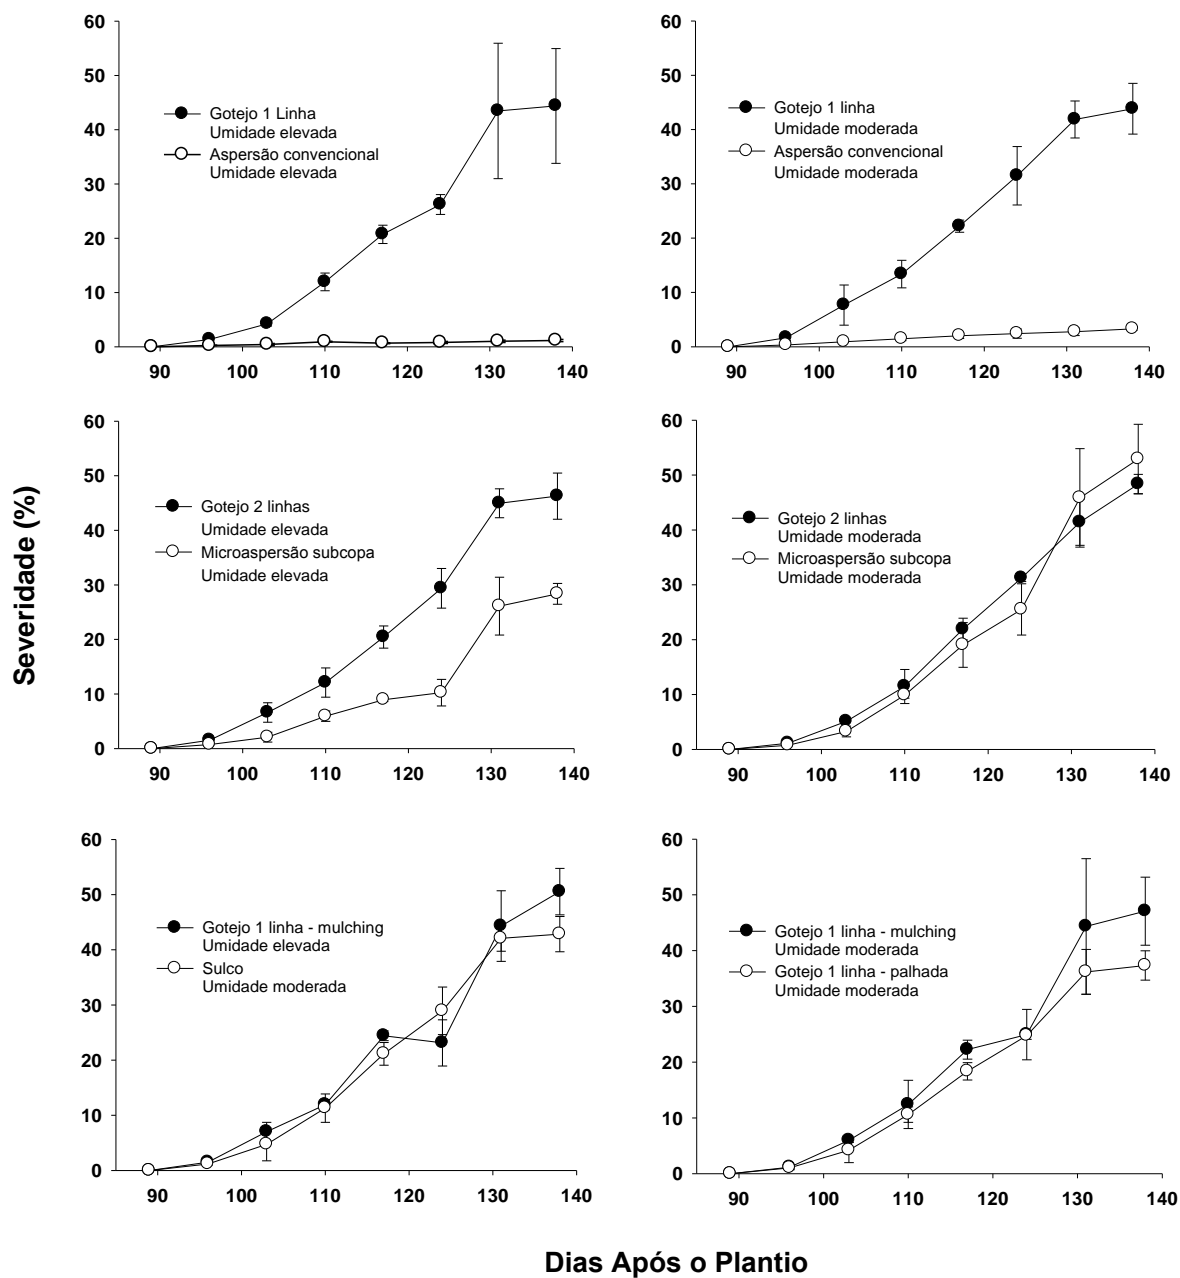 60
50
40
30
20
10
0
90 100 110 120 130 140
Gotejo 1 Linha
Umidade elevada
Aspersão convencional
Umidade elevada
60
50
40
30
20
10
0
90 100 110 120 130 140
Gotejo 1 linha
Umidade moderada
Aspersão convencional
Umidade moderada
Severidade (%)
60
50
40
30
20
10
0
90 100 110 120 130 140
Gotejo 2 linhas
Umidade elevada
Microaspersão subcopa
Umidade elevada
60
50
40
30
20
10
0
90 100 110 120 130 140
Gotejo 2 linhas
Umidade moderada
Microaspersão subcopa
Umidade moderada
60
50
40
30
20
10
0
90 100 110 120 130 140
Gotejo 1 linha - mulching
Umidade elevada
Sulco
Umidade moderada
60
50
40
30
20
10
0
90 100 110 120 130 140
Gotejo 1 linha - mulching
Umidade moderada
Gotejo 1 linha - palhada
Umidade moderada
Dias Após o Plantio